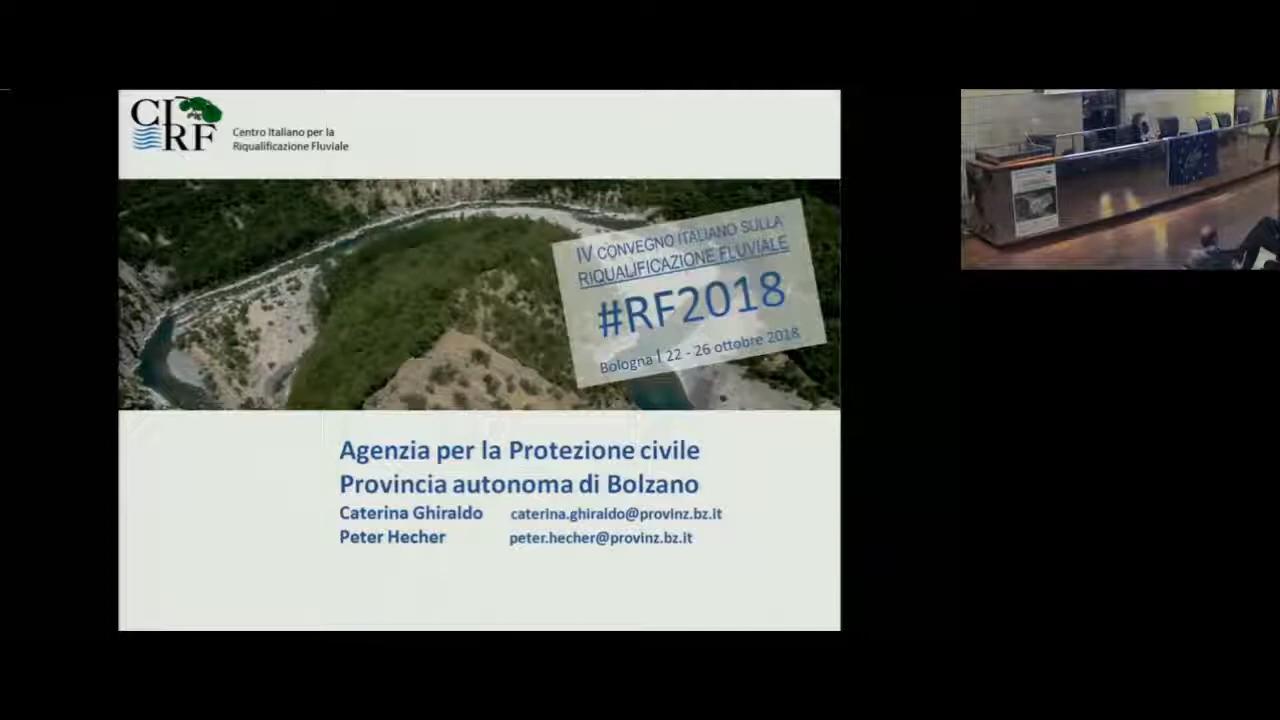 CIRF
Centro Italiano per la
Riqualificazione Fluviale
IV CONVEGNO ITALIANO SULLA
RIQUALIFICAZIONE FLUVIALE
#RF2018
Bologna | 22 - 26 ottobre 2018
Agenzia per la Protezione civile
Provincia autonoma di Bolzano
Caterina Ghiraldo caterina.ghiraldo@provinz.bz.it
Peter Hecher peter.hecher@provinz.bz.it